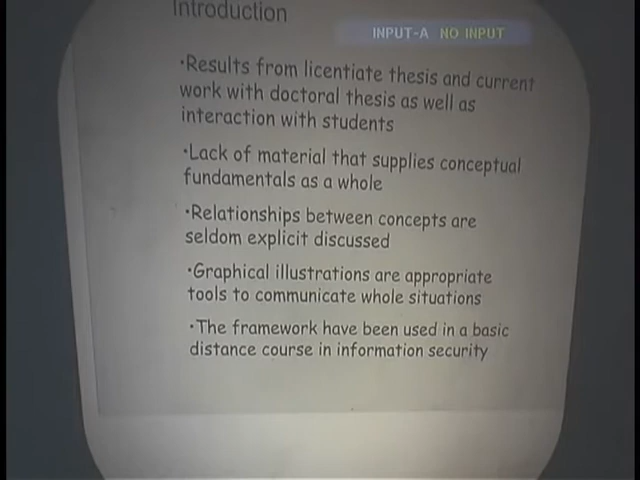 Introduction
INPUT-A NO INPUT
•Results from licentiate thesis and current
work with doctoral thesis as well as
interaction with students
•Lack of material that supplies conceptual
fundamentals as a whole
•Relationships between concepts are
seldom explicit discussed
•Graphical illustrations are appropriate
tools to communicate whole situations
•The framework have been used in a basic
distance course in information security